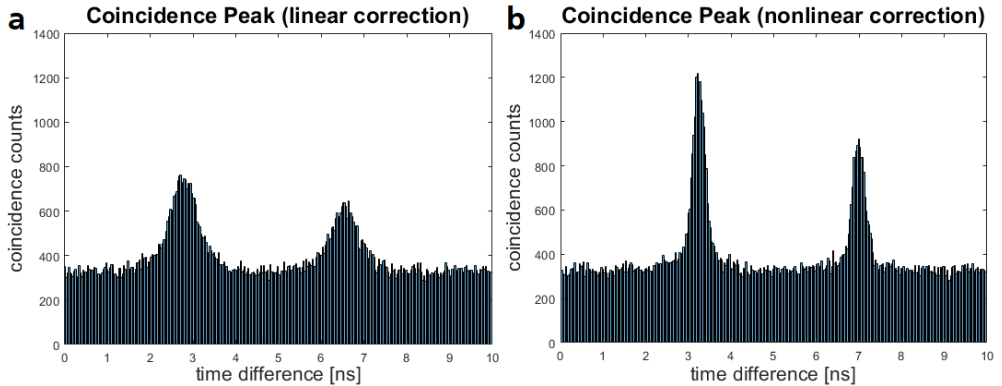 a Coincidence Peak (linear correction)
1400
1200
1000
800
600
400
200
0
coincidence counts
0 1 2 3 4 5 6 7 8 9 10
time difference [ns]
b Coincidence Peak (nonlinear correction)
1400
1200
1000
800
600
400
200
0
coincidence counts
0 1 2 3 4 5 6 7 8 9 10
time difference [ns]